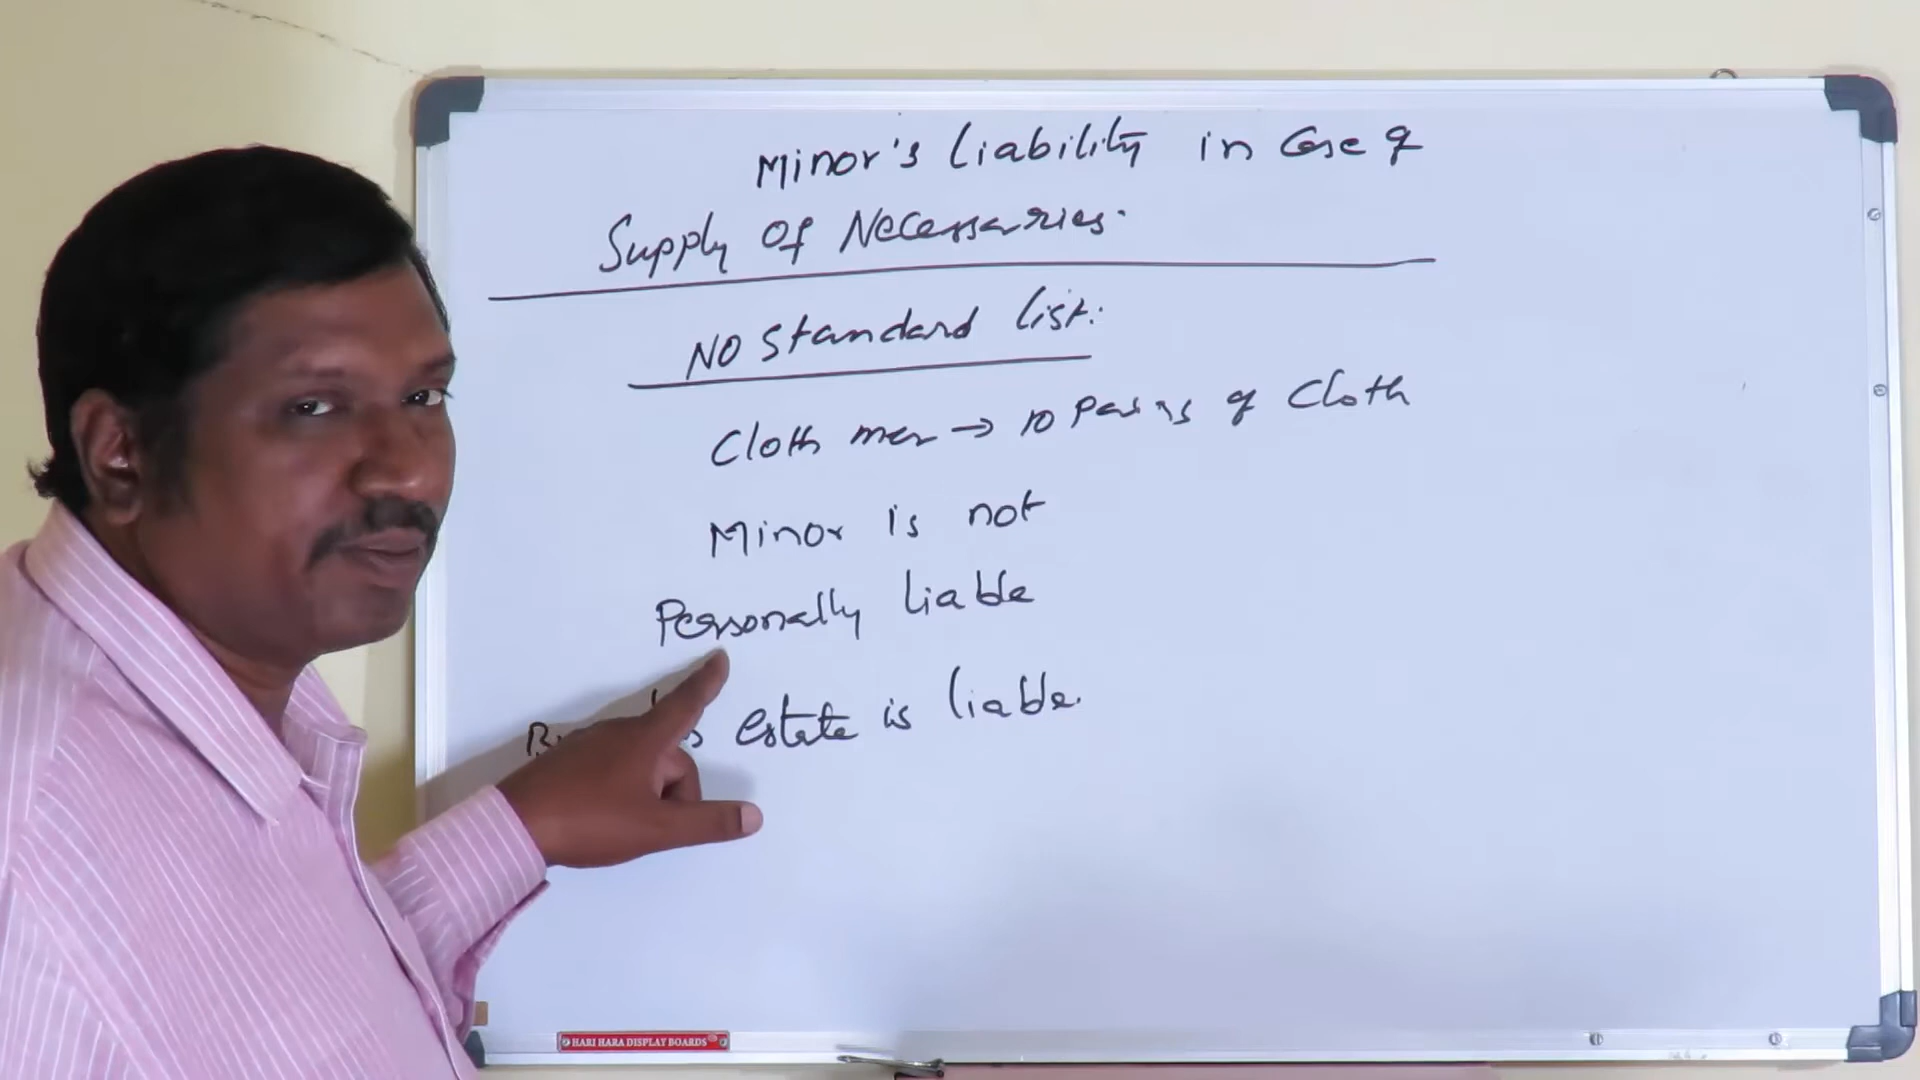 Minor's Liability in Case of
Supply Of Necessaries.
NO Standard list.
Cloth mer → 10 Pairs of Cloth
Minor is not
Personally liable
estate is liable.
HARI HARA DISPLAY BOARDS